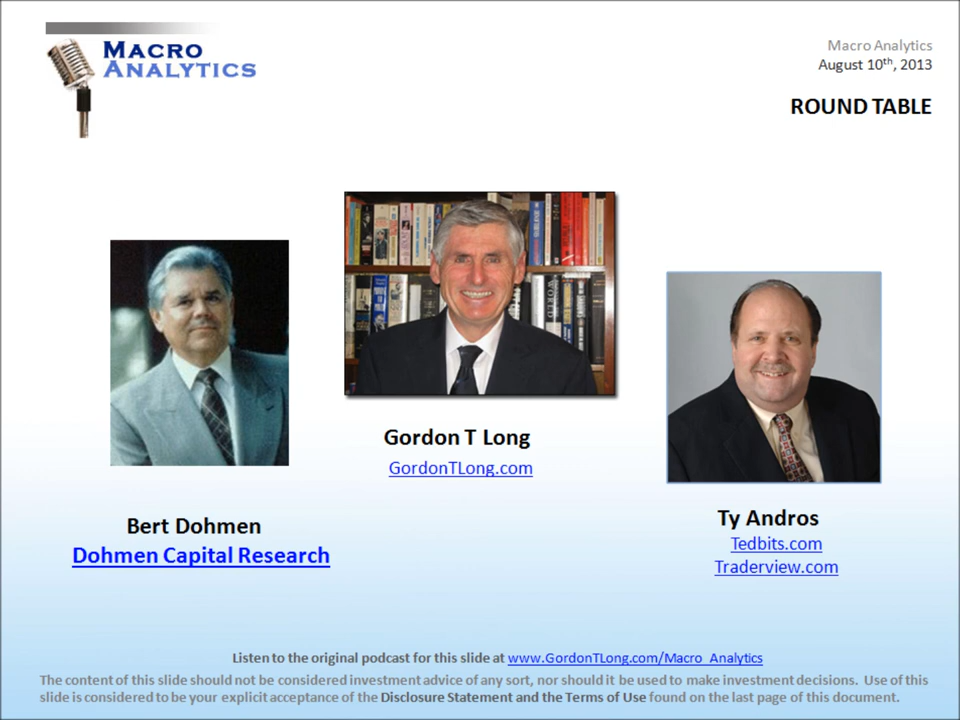 MACRO
ANALYTICS
Macro Analytics
August 10th, 2013
ROUND TABLE
WORLD
Gordon T Long
GordonTLong.com
Bert Dohmen
Dohmen Capital Research
Ty Andros
Tedbits.com
Traderview.com
Listen to the original podcast for this slide at www.GordonTLong.com/Macro_Analytics
The content of this slide should not be considered investment advice of any sort, nor should it be used to make investment decisions. Use of this
slide is considered to be your explicit acceptance of the Disclosure Statement and the Terms of Use found on the last page of this document.